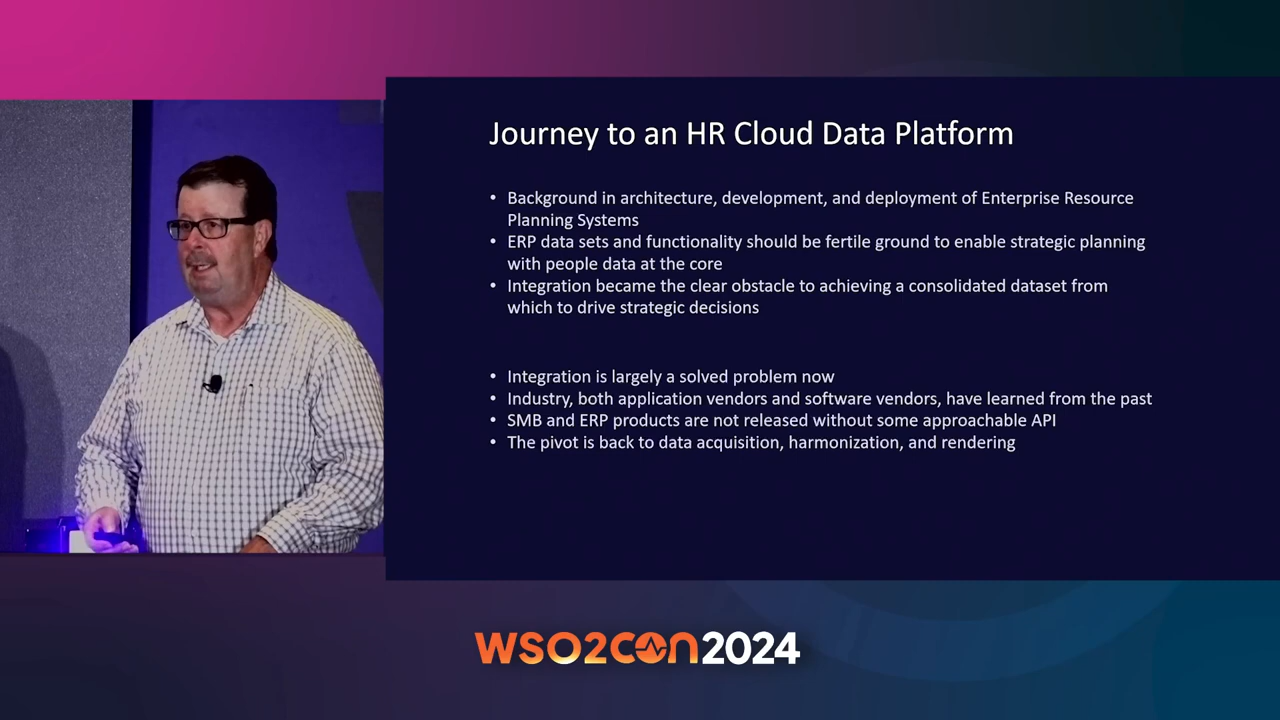 Journey to an HR Cloud Data Platform
• Background in architecture, development, and deployment of Enterprise Resource
Planning Systems
• ERP data sets and functionality should be fertile ground to enable strategic planning
with people data at the core
• Integration became the clear obstacle to achieving a consolidated dataset from
which to drive strategic decisions
• Integration is largely a solved problem now
• Industry, both application vendors and software vendors, have learned from the past
• SMB and ERP products are not released without some approachable API
• The pivot is back to data acquisition, harmonization, and rendering
WSO2CON2024